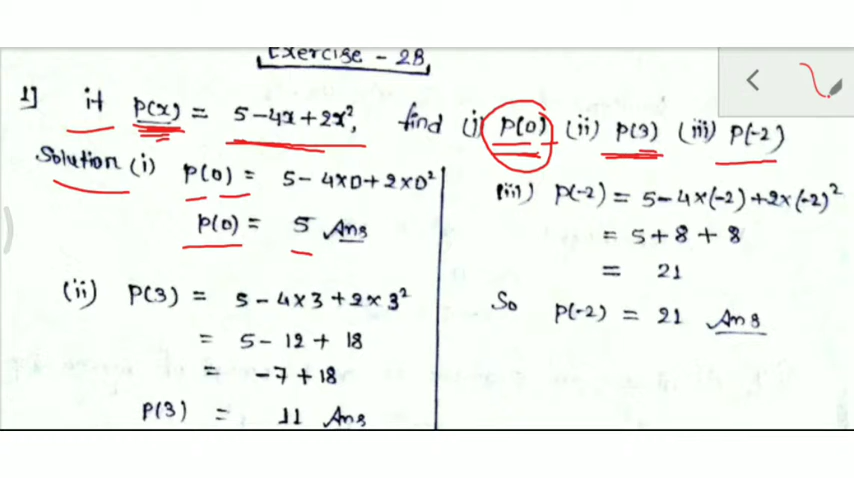 Exercise - 2B
1] if p(x) = 5-4x+2x², find (i) p(0) (ii) p(3) (iii) p(-2)
Solution (i) p(0) = 5-4×0+2×0²
p(0) = 5 Ans
(ii) p(3) = 5-4×3+2×3²
= 5-12+18
= -7+18
p(3) = 11 Ans
(iii) p(-2) = 5-4×(-2)+2×(-2)²
= 5+8+8
= 21
So p(-2) = 21 Ans